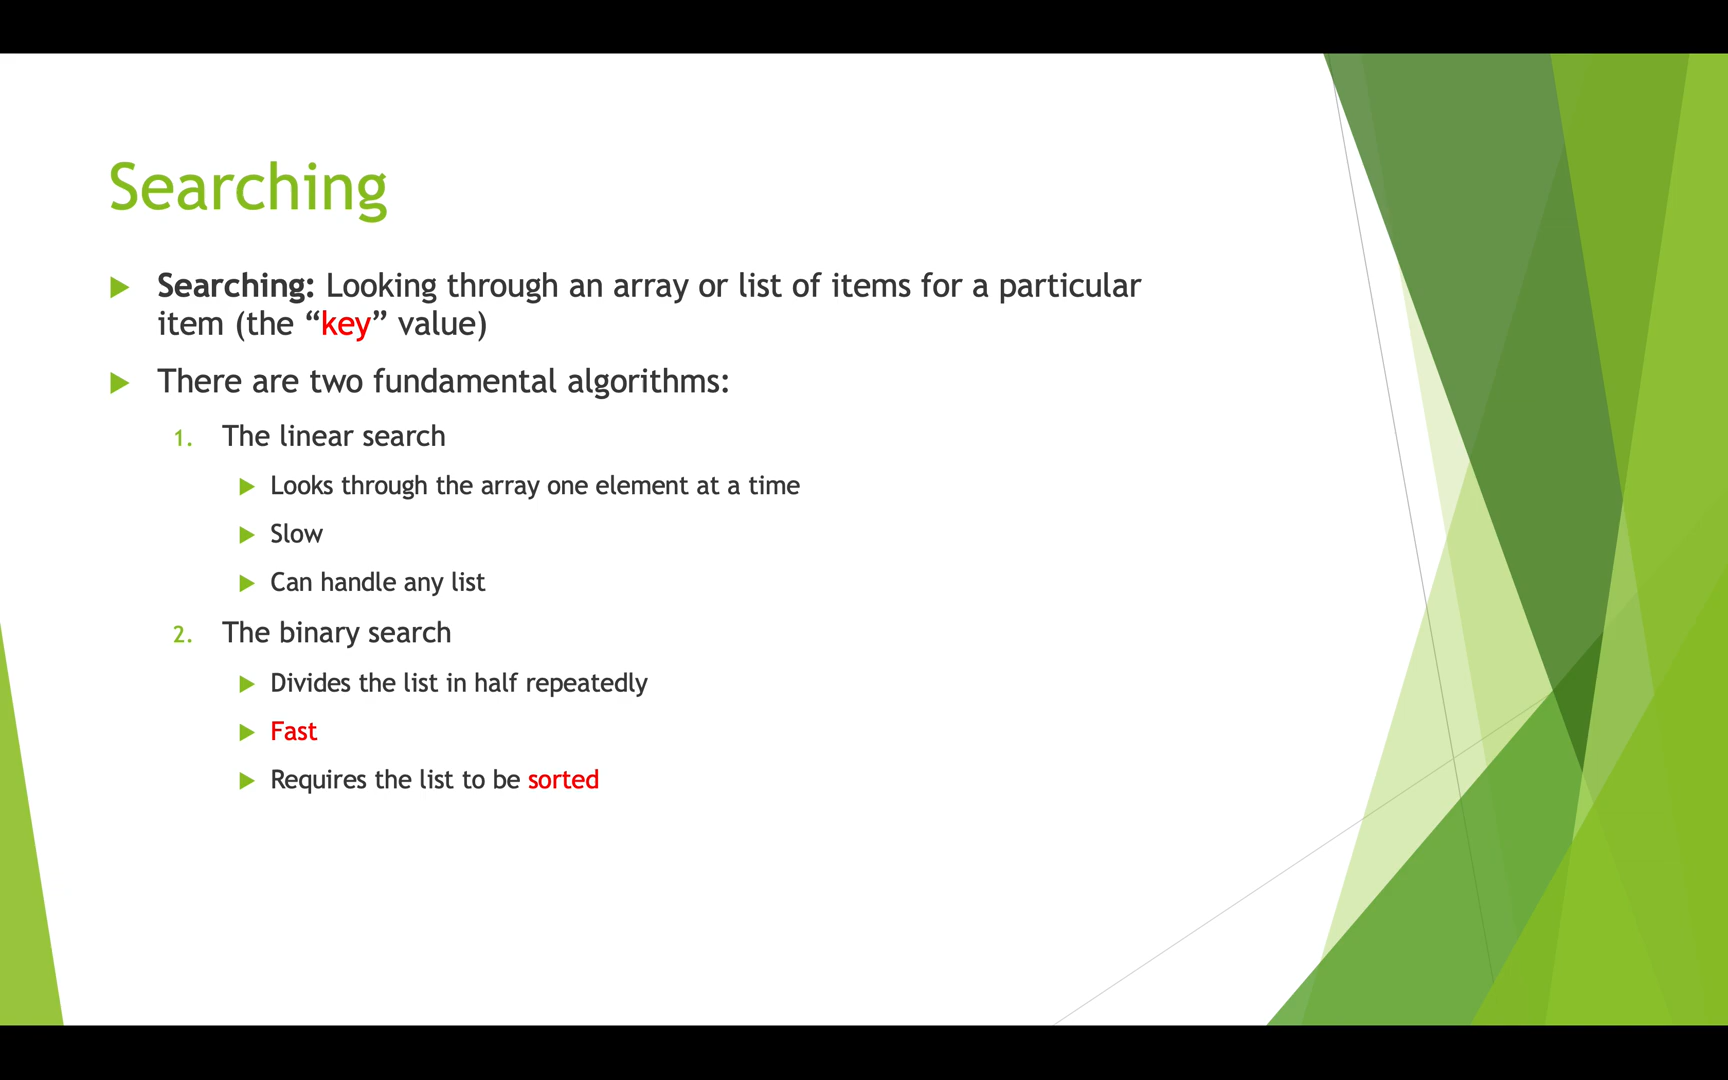 Searching
Searching: Looking through an array or list of items for a particular
item (the “key” value)
There are two fundamental algorithms:
1. The linear search
Looks through the array one element at a time
Slow
Can handle any list
2. The binary search
Divides the list in half repeatedly
Fast
Requires the list to be sorted